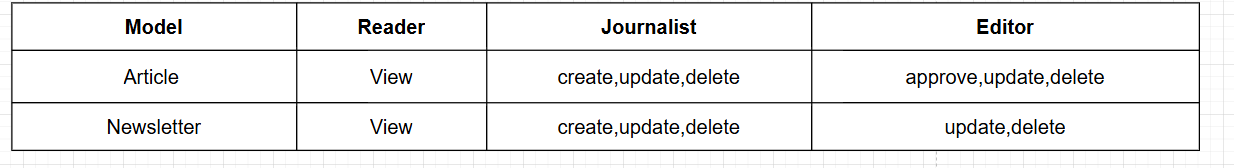 Model Reader Journalist Editor
Article View create,update,delete approve,update,delete
Newsletter View create,update,delete update,delete